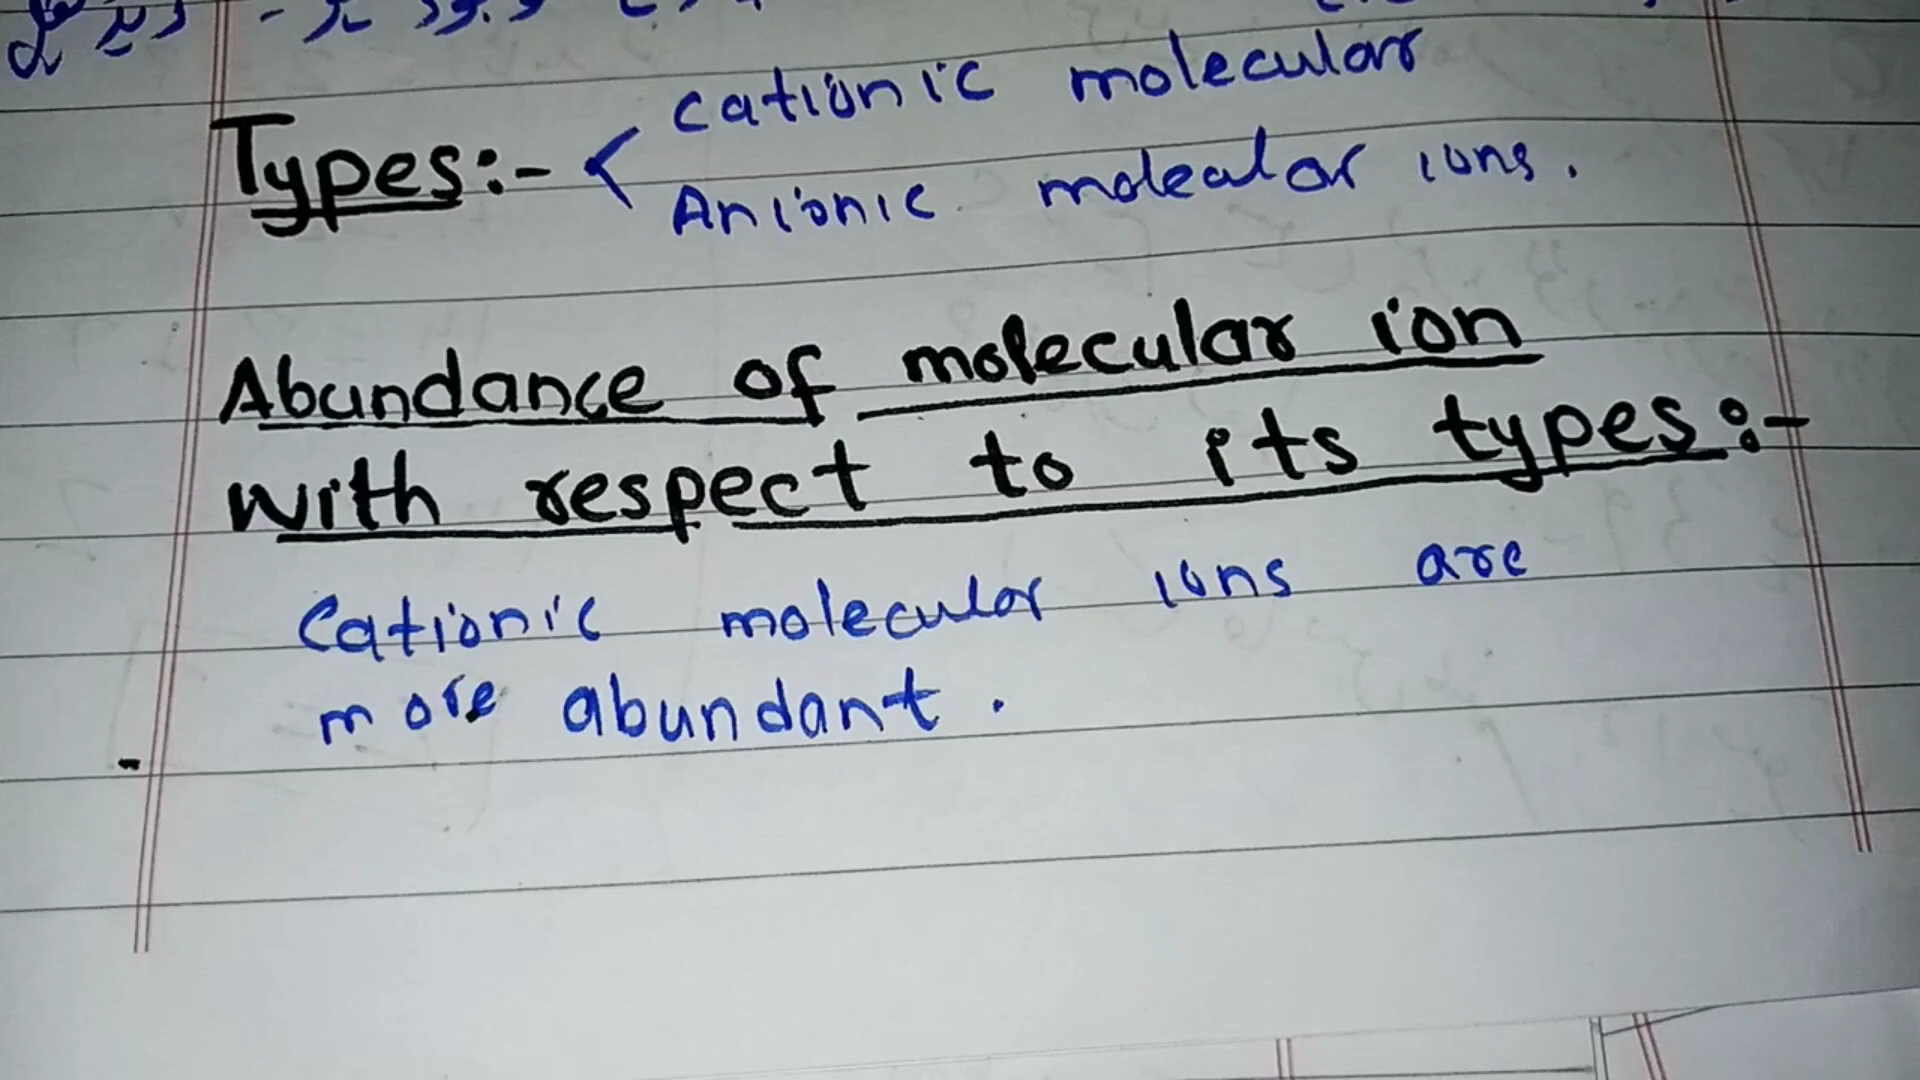 cationic molecular
Types:- < Anionic molecular ions.
Abundance of molecular ion
with respect to its types:-
Cationic molecular ions are
more abundant.